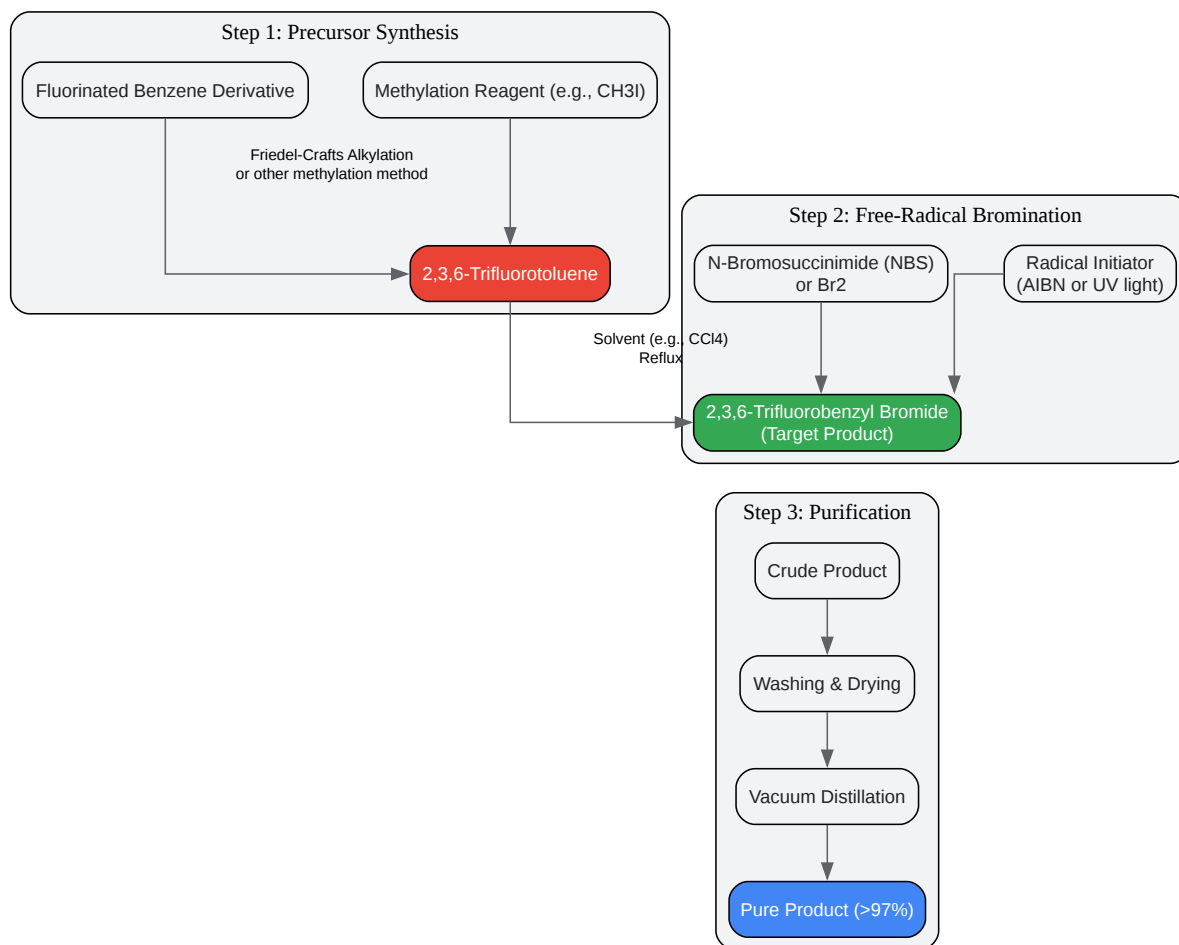 Step 1: Precursor Synthesis
Fluorinated Benzene Derivative
Methylation Reagent (e.g., CH3I)
Friedel-Crafts Alkylation
or other methylation method
2,3,6-Trifluorotoluene
Step 2: Free-Radical Bromination
N-Bromosuccinimide (NBS)
or Br2
Radical Initiator
(AIBN or UV light)
Solvent (e.g., CCl4)
Reflux
2,3,6-Trifluorobenzyl Bromide
(Target Product)
Step 3: Purification
Crude Product
Washing & Drying
Vacuum Distillation
Pure Product (>97%)